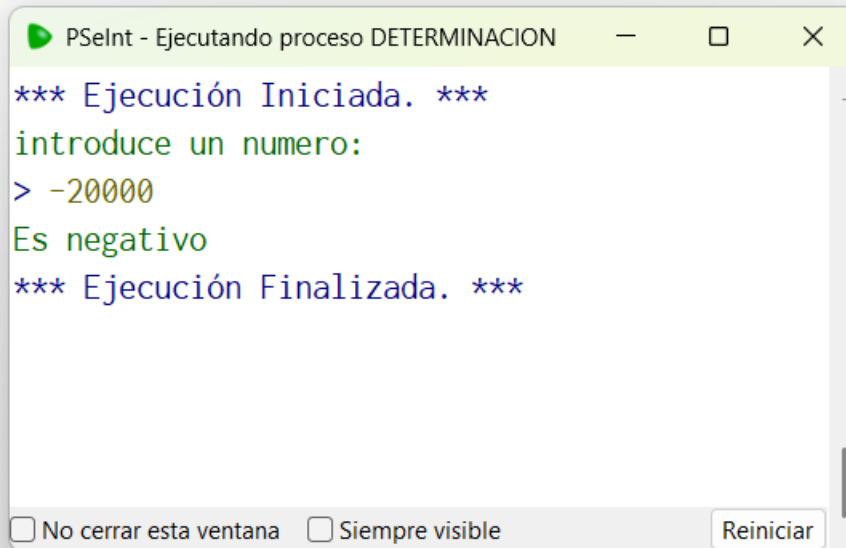 PSeInt - Ejecutando proceso DETERMINACION
*** Ejecución Iniciada. ***
introduce un numero:
> -20000
Es negativo
*** Ejecución Finalizada. ***
No cerrar esta ventana Siempre visible Reiniciar